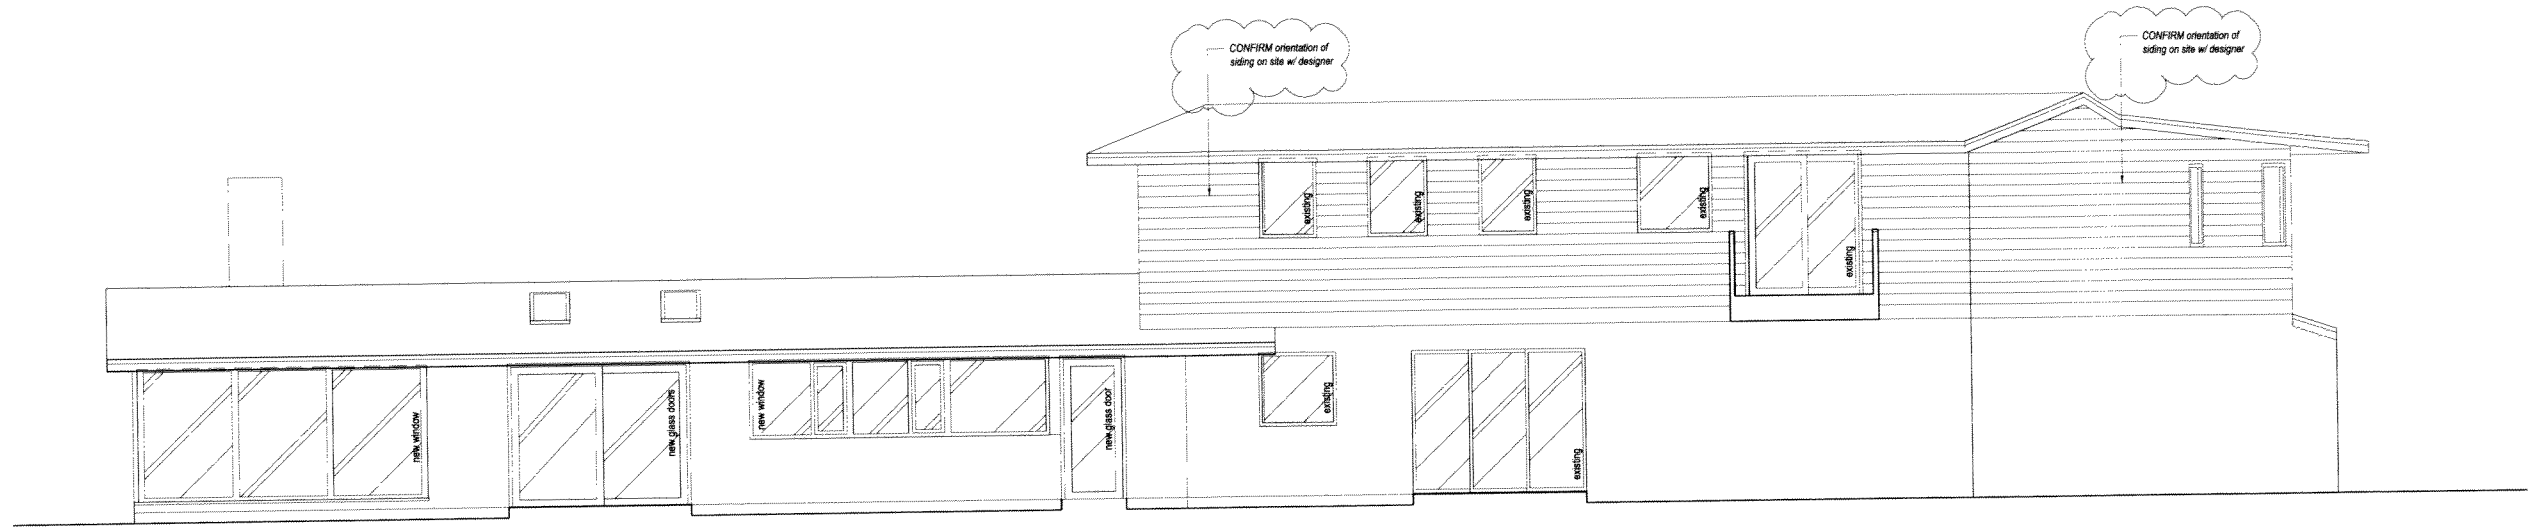 CONFIRM orientation of
siding on site w/ designer
CONFIRM orientation of
siding on site w/ designer
existing
existing
existing
existing
existing
new window
new glass doors
new window
new glass door
existing
existing